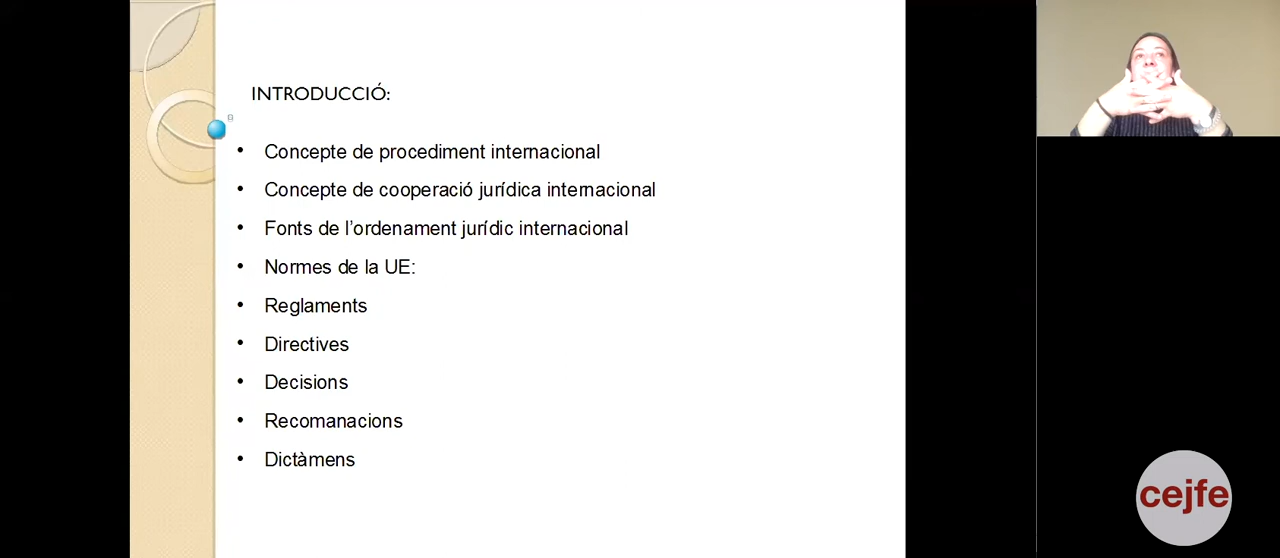 INTRODUCCIÓ:
9
• Concepte de procediment internacional
• Concepte de cooperació jurídica internacional
• Fonts de l’ordenament jurídic internacional
• Normes de la UE:
• Reglaments
• Directives
• Decisions
• Recomanacions
• Dictàmens
cejfe